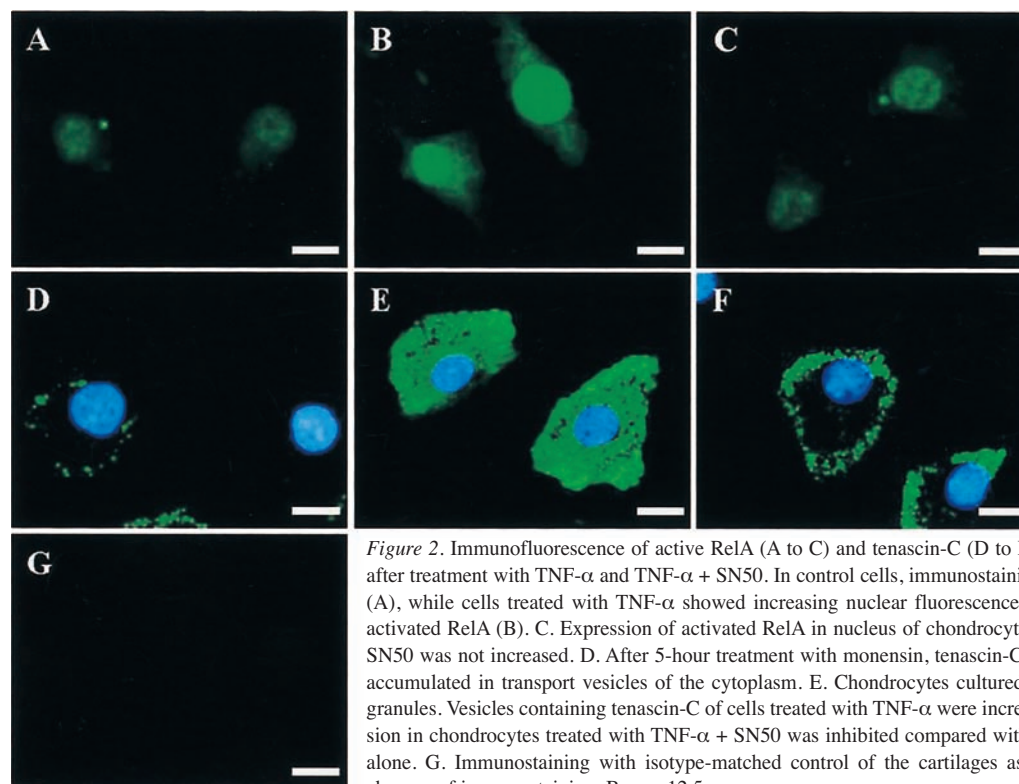 A
B
C
D
E
F
G
Figure 2. Immunofluorescence of active RelA (A to C) and tenascin-C (D to
after treatment with TNF-α and TNF-α + SN50. In control cells, immunostaini
(A), while cells treated with TNF-α showed increasing nuclear fluorescence
activated RelA (B). C. Expression of activated RelA in nucleus of chondrocyt
SN50 was not increased. D. After 5-hour treatment with monensin, tenascin-C
accumulated in transport vesicles of the cytoplasm. E. Chondrocytes cultured
granules. Vesicles containing tenascin-C of cells treated with TNF-α were incre
sion in chondrocytes treated with TNF-α + SN50 was inhibited compared wit
alone. G. Immunostaining with isotype-matched control of the cartilages as